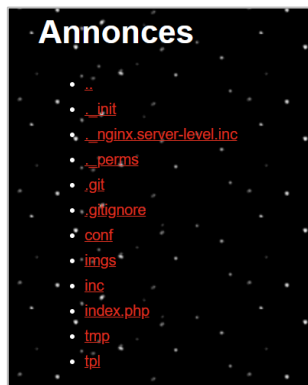 Annonces
..
._init
._nginx.server-level.inc
._perms
.git
.gitignore
conf
imgs
inc
index.php
tmp
tpl